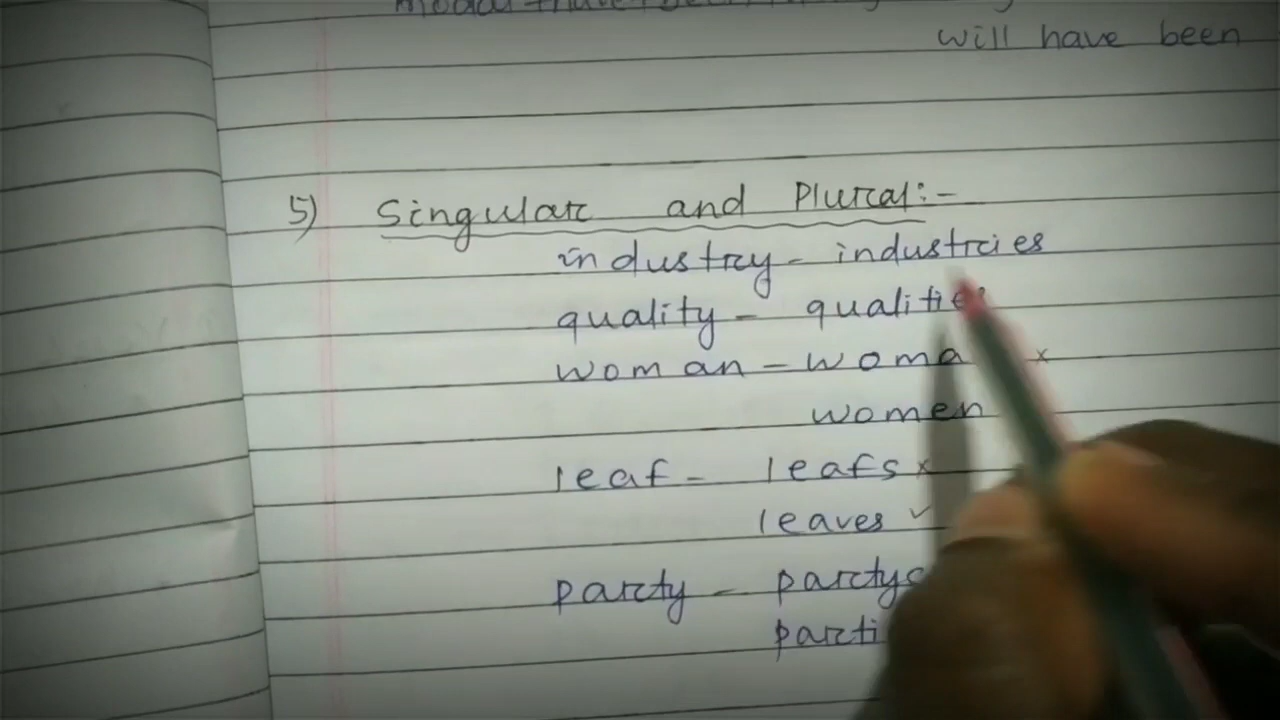 will have been
5) Singular and Plural:-
industry - industries
quality - qualities
woman - woma x
women
leaf - leafs x
leaves ✓
party - partys
parti